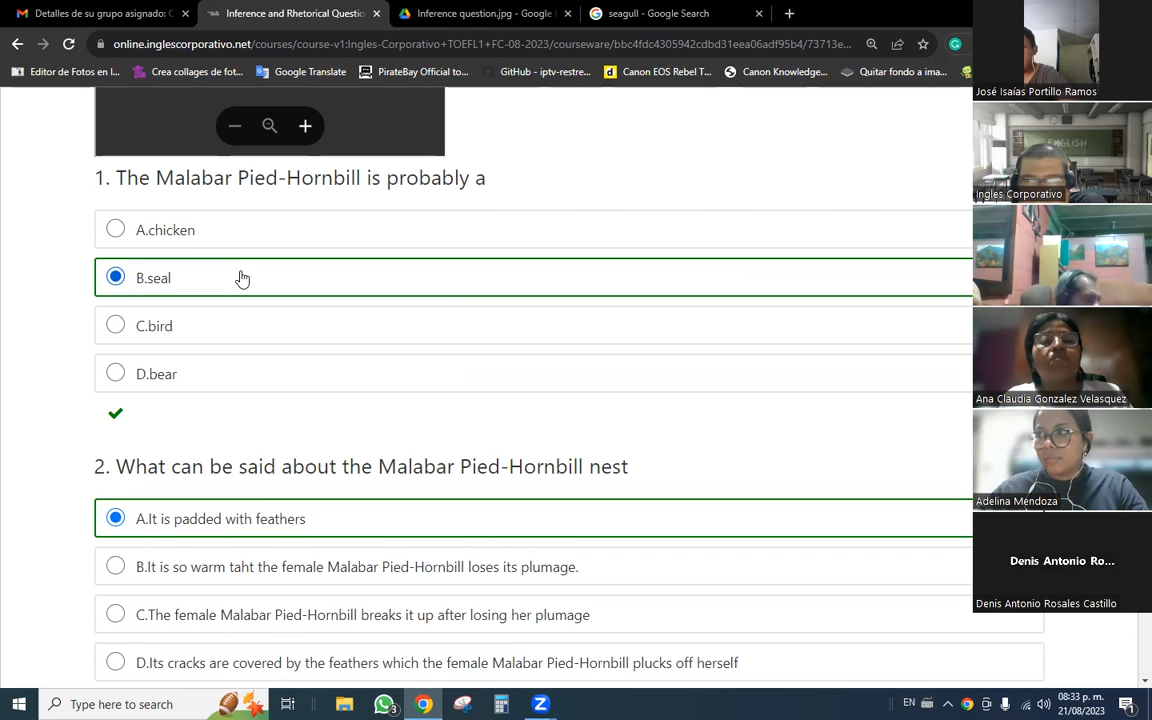 Detalles de su grupo asignado: C
Inference and Rhetorical Questio
Inference question.jpg - Google
seagull - Google Search
online.inglescorporativo.net/courses/course-v1:Ingles-Corporativo+TOEFL1+FC-08-2023/courseware/bbc4fdc4305942cdbd31eea06adf95b4/73713e...
Editor de Fotos en l...
Crea collages de fot...
Google Translate
PirateBay Official to...
GitHub - iptv-restre...
Canon EOS Rebel T...
Canon Knowledge...
Quitar fondo a ima...
1. The Malabar Pied-Hornbill is probably a
A.chicken
B.seal
C.bird
D.bear
2. What can be said about the Malabar Pied-Hornbill nest
A.It is padded with feathers
B.It is so warm taht the female Malabar Pied-Hornbill loses its plumage.
C.The female Malabar Pied-Hornbill breaks it up after losing her plumage
D.Its cracks are covered by the feathers which the female Malabar Pied-Hornbill plucks off herself
José Isaías Portillo Ramos
ENGLISH
Ingles Corporativo
Ana Claudia Gonzalez Velasquez
Adelina Mendoza
Denis Antonio Ro...
Denis Antonio Rosales Castillo
Type here to search
3
EN
08:33 p. m.
21/08/2023
1